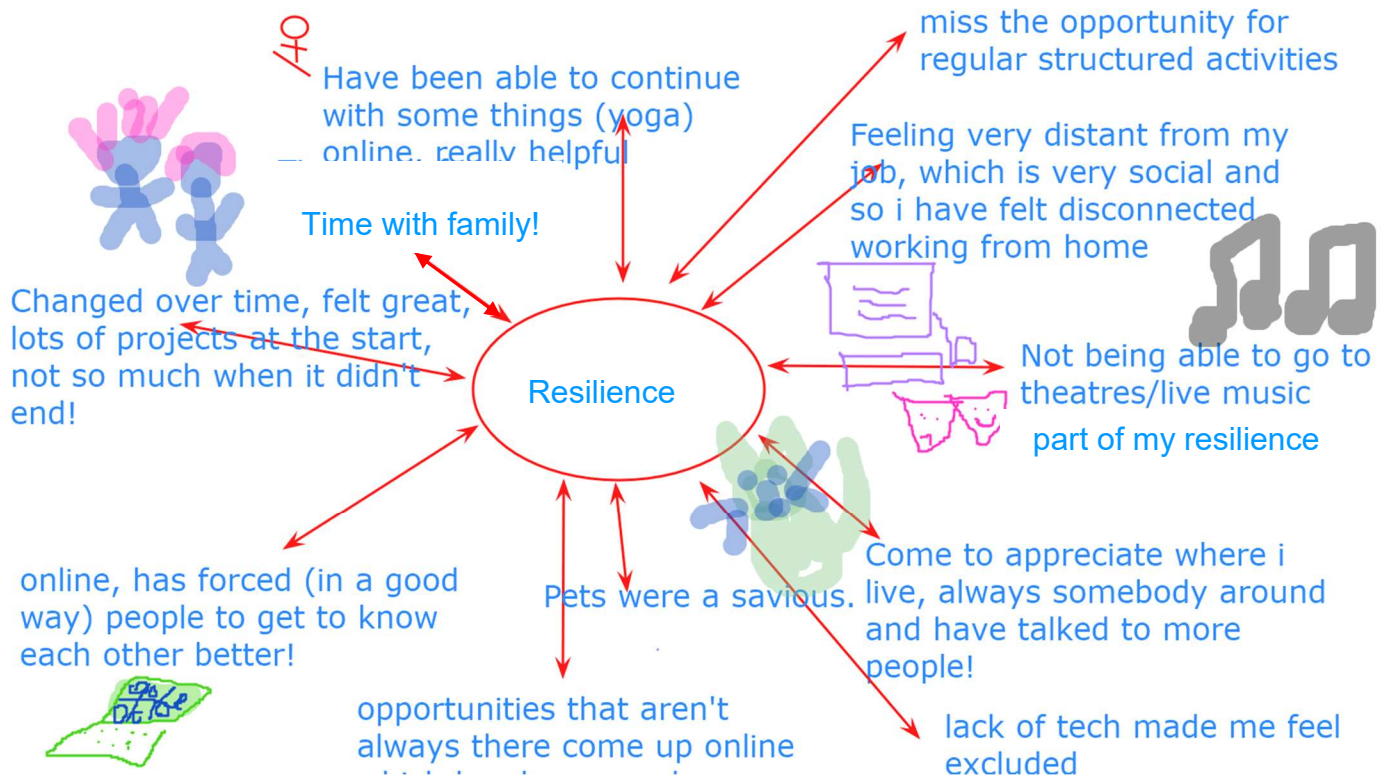 miss the opportunity for
regular structured activities
Have been able to continue
with some things (yoga)
online, really helpful
Feeling very distant from my
job, which is very social and
so i have felt disconnected
working from home
Time with family!
Changed over time, felt great,
lots of projects at the start,
not so much when it didn't
end!
Resilience
Not being able to go to
theatres/live music
part of my resilience
online, has forced (in a good
way) people to get to know
each other better!
Pets were a savious.
Come to appreciate where i
live, always somebody around
and have talked to more
people!
opportunities that aren't
always there come up online
lack of tech made me feel
excluded